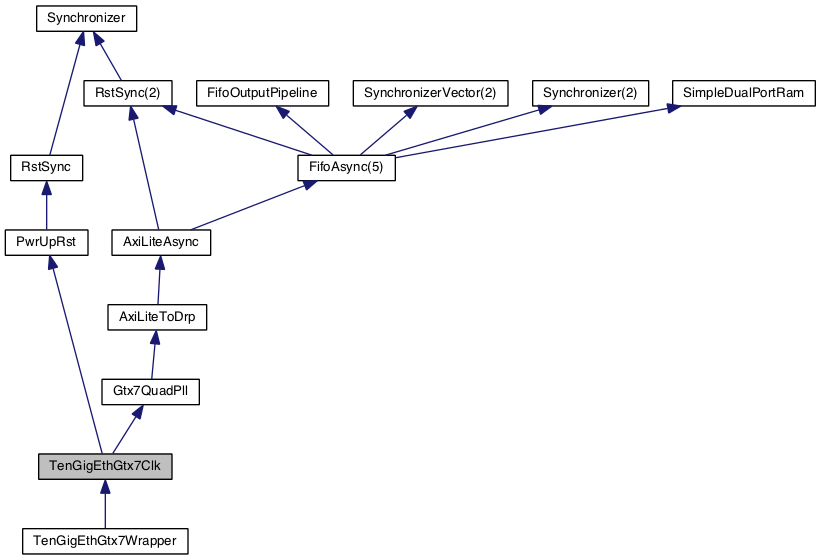 Synchronizer
RstSync(2)
FifoOutputPipeline
SynchronizerVector(2)
Synchronizer(2)
SimpleDualPortRam
RstSync
FifoAsync(5)
PwrUpRst
AxiLiteAsync
AxiLiteToDrp
Gtx7QuadPll
TenGigEthGtx7Clk
TenGigEthGtx7Wrapper